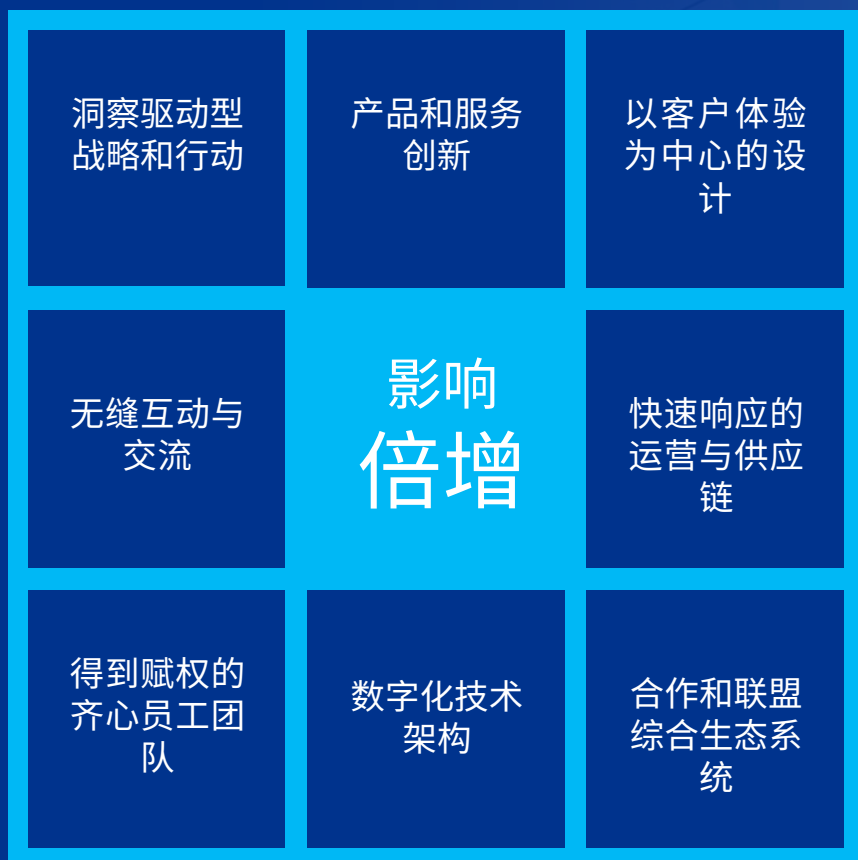 洞察驱动型
战略和行动
产品和服务
创新
以客户体验
为中心的设
计
无缝互动与
交流
影响
倍增
快速响应的
运营与供应
链
得到赋权的
齐心员工团
队
数字化技术
架构
合作和联盟
综合生态系
统